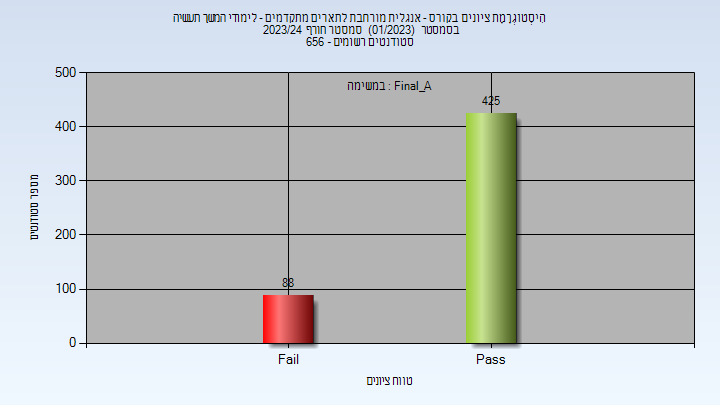 היסטוגרמת ציונים בקורס - אנגלית מורחבת לתארים מתקדמים - לימודי המשך תעשיה
בסמסטר (01/2023) סמסטר חורף 2023/24
סטודנטים רשומים - 656
במשימה : Final_A
500
400
300
200
100
0
מספר סטודנטים
88
425
Fail
Pass
טווח ציונים